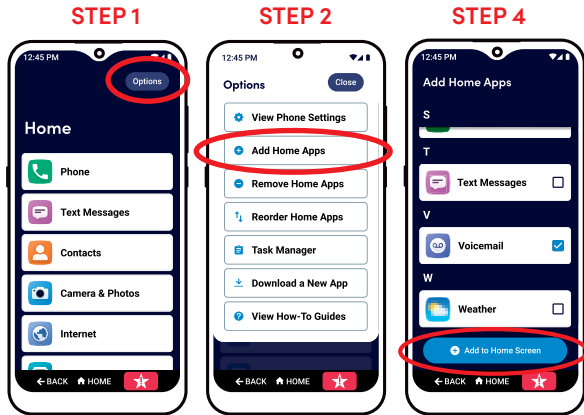 STEP 1
STEP 2
STEP 4
12:45 PM
Options
Home
Phone
Text Messages
Contacts
Camera & Photos
Internet
BACK
HOME
12:45 PM
Options
Close
View Phone Settings
Add Home Apps
Remove Home Apps
Reorder Home Apps
Task Manager
Download a New App
View How-To Guides
BACK
HOME
12:45 PM
Add Home Apps
S
T
Text Messages
V
Voicemail
W
Weather
Add to Home Screen
BACK
HOME